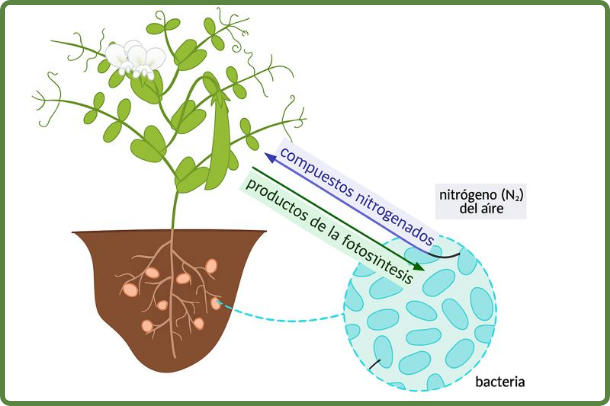 compuestos nitrogenados
productos de la fotosíntesis
nitrógeno (N₂)
del aire
bacteria